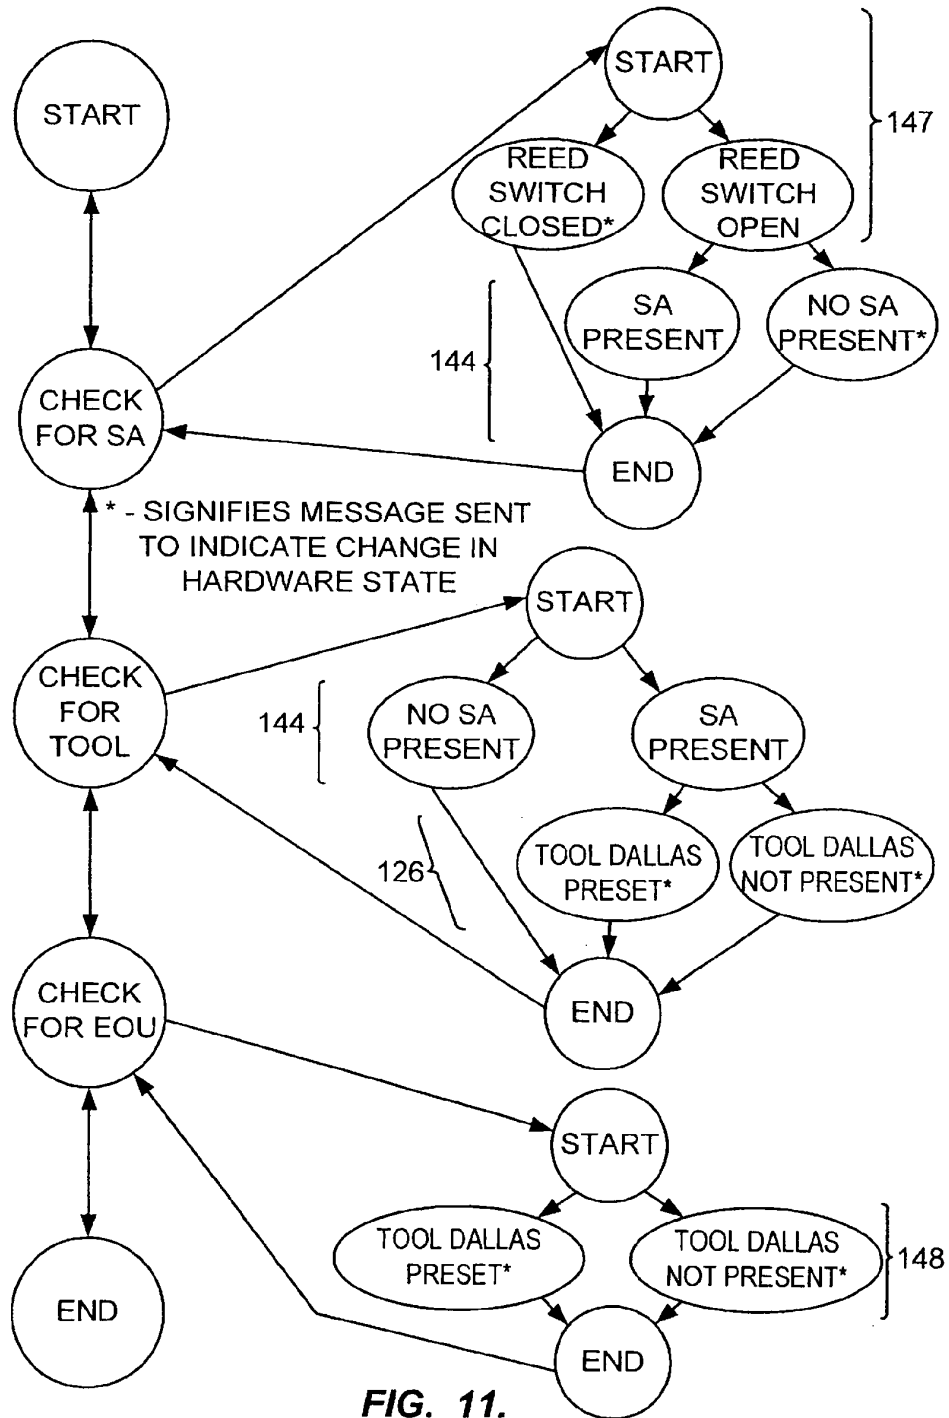 START
START
147
REED
SWITCH
CLOSED*
REED
SWITCH
OPEN
SA
PRESENT
NO SA
PRESENT*
144
CHECK
FOR SA
END
* - SIGNIFIES MESSAGE SENT
TO INDICATE CHANGE IN
HARDWARE STATE
START
CHECK
FOR
TOOL
144
NO SA
PRESENT
SA
PRESENT
126
TOOL DALLAS
PRESET*
TOOL DALLAS
NOT PRESENT*
CHECK
FOR EOU
END
START
TOOL DALLAS
PRESET*
TOOL DALLAS
NOT PRESENT*
148
END
END
FIG. 11.